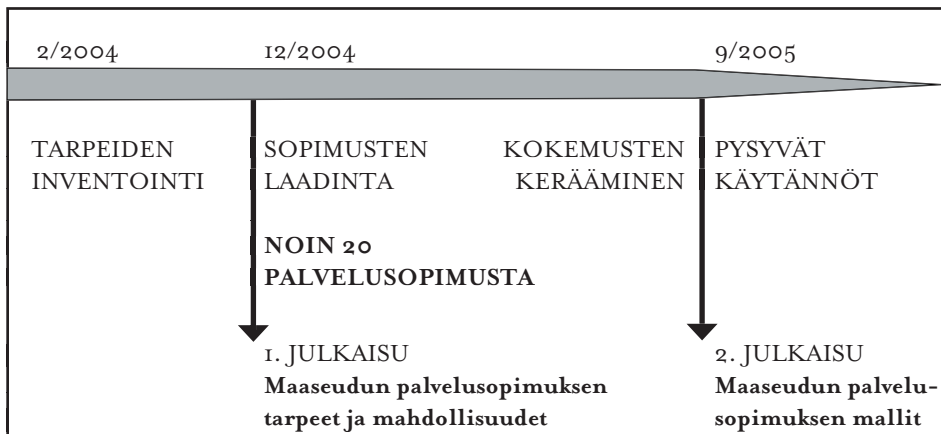 2/2004
12/2004
9/2005
TARPEIDEN
INVENTOINTI
SOPIMUSTEN
LAADINTA
KOKEMUSTEN
KERÄÄMINEN
PYSYVÄT
KÄYTÄNNÖT
NOIN 20
PALVELUSOPIMUSTA
1. JULKAISU
Maaseudun palvelusopimuksen
tarpeet ja mahdollisuudet
2. JULKAISU
Maaseudun palvelu-
sopimuksen mallit